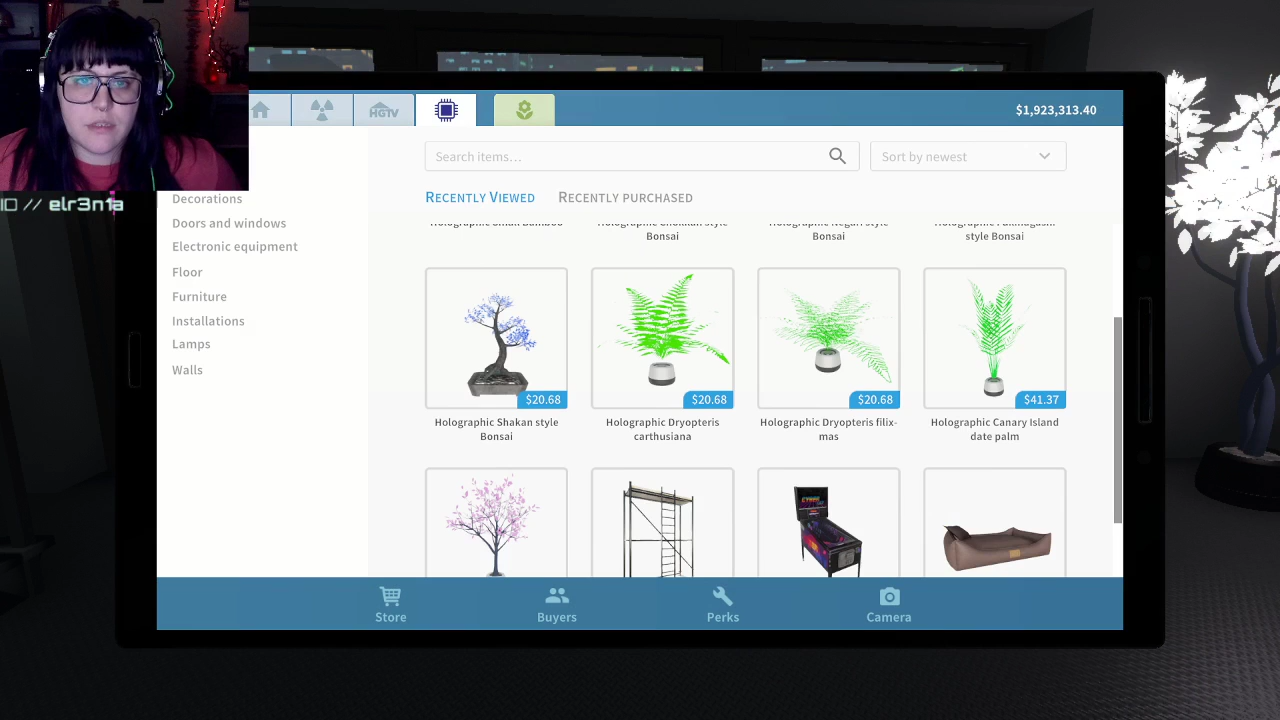 HGTV
$1,923,313.40
Search items...
Sort by newest
RECENTLY VIEWED
RECENTLY PURCHASED
ID // elr3n1a
Decorations
Doors and windows
Electronic equipment
Floor
Furniture
Installations
Lamps
Walls
Bonsai
Bonsai
style Bonsai
$20.68
$20.68
$20.68
$41.37
Holographic Shakan style
Bonsai
Holographic Dryopteris
carthusiana
Holographic Dryopteris filix-
mas
Holographic Canary Island
date palm
Store
Buyers
Perks
Camera